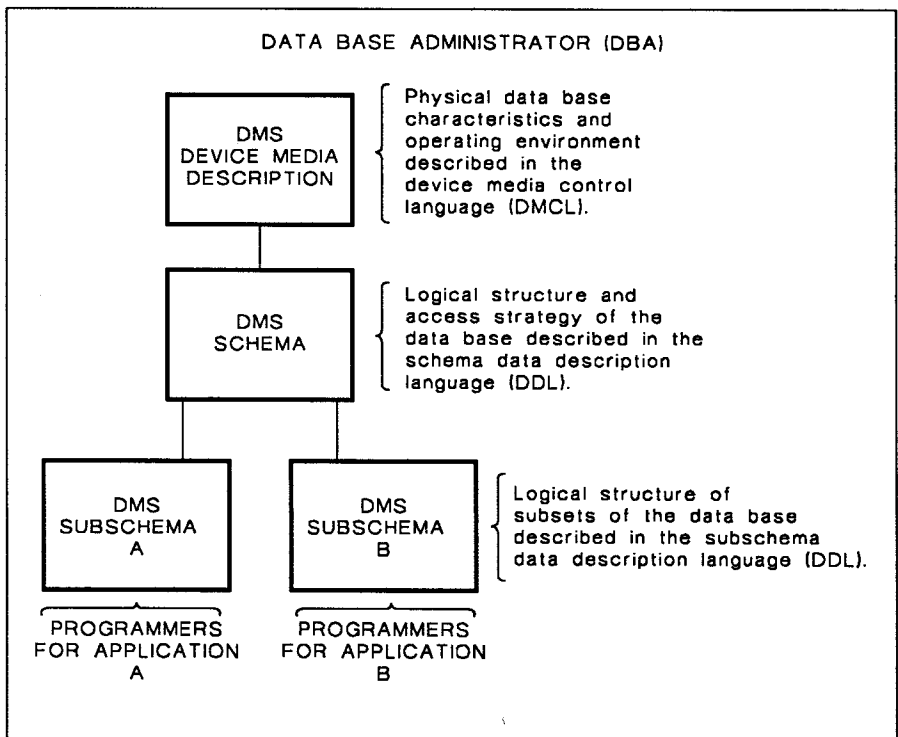 DATA BASE ADMINISTRATOR (DBA)
DMS
DEVICE MEDIA
DESCRIPTION
Physical data base
characteristics and
operating environment
described in the
device media control
language (DMCL).
DMS
SCHEMA
Logical structure and
access strategy of the
data base described in the
schema data description
language (DDL).
DMS
SUBSCHEMA
A
DMS
SUBSCHEMA
B
Logical structure of
subsets of the data base
described in the subschema
data description language (DDL).
PROGRAMMERS
FOR APPLICATION
A
PROGRAMMERS
FOR APPLICATION
B